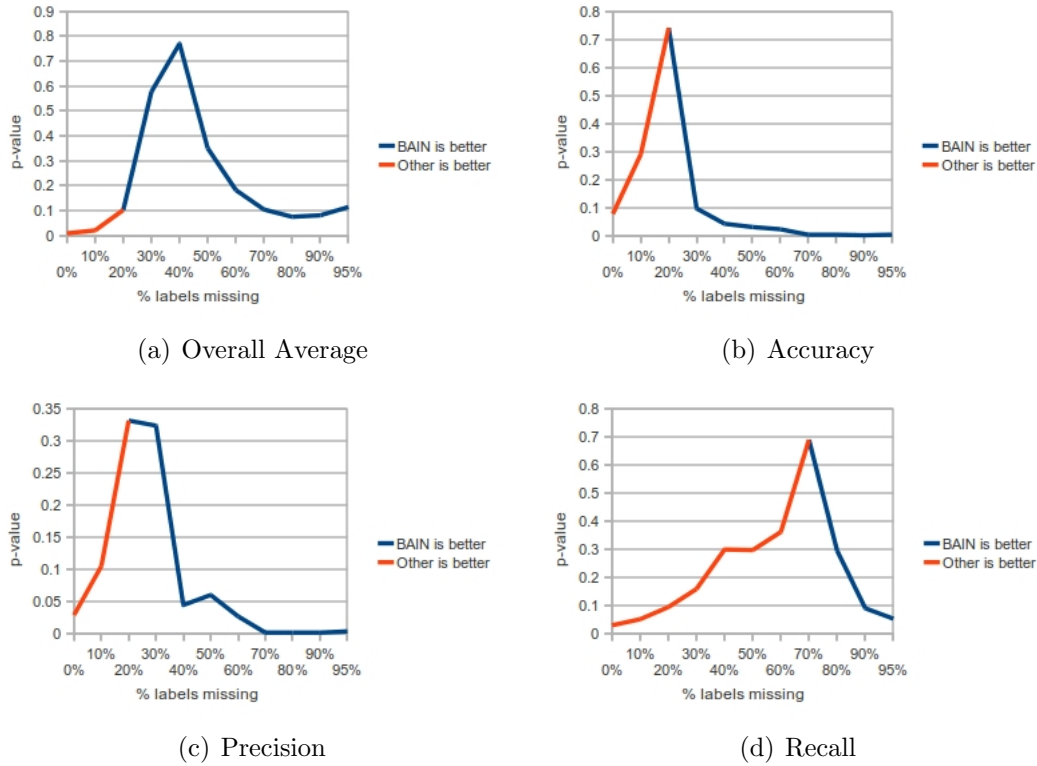 0.9
0.8
0.7
0.6
0.5
0.4
0.3
0.2
0.1
0
p-value
10% 30% 50% 70% 90%
0% 20% 40% 60% 80% 95%
% labels missing
BAIN is better
Other is better
(a) Overall Average
0.8
0.7
0.6
0.5
0.4
0.3
0.2
0.1
0
p-value
10% 30% 50% 70% 90%
0% 20% 40% 60% 80% 95%
% labels missing
BAIN is better
Other is better
(b) Accuracy
0.35
0.3
0.25
0.2
0.15
0.1
0.05
0
p-value
10% 30% 50% 70% 90%
0% 20% 40% 60% 80% 95%
% labels missing
BAIN is better
Other is better
(c) Precision
0.8
0.7
0.6
0.5
0.4
0.3
0.2
0.1
0
p-value
10% 30% 50% 70% 90%
0% 20% 40% 60% 80% 95%
% labels missing
BAIN is better
Other is better
(d) Recall